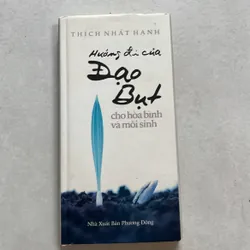 THÍCH NHẤT HẠNH
Hướng đi của
Đạo
Bụt
cho hòa bình
và môi sinh
Nhà Xuất Bản Phương Đông